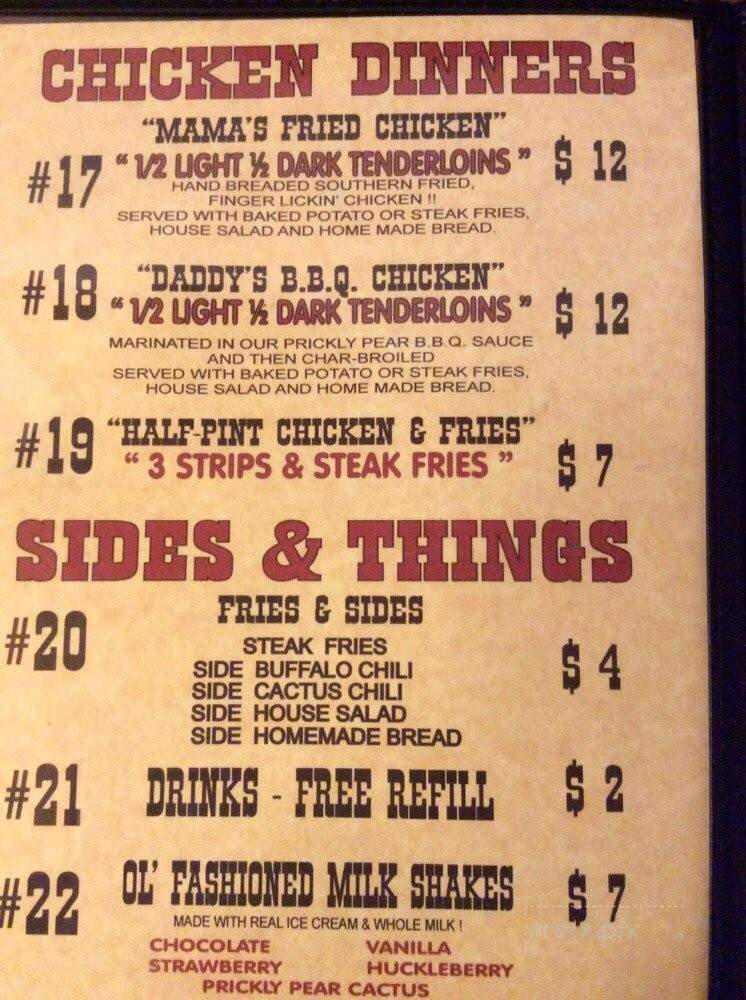 CHICKEN DINNERS
"MAMA'S FRIED CHICKEN"
#17 " 1/2 LIGHT ½ DARK TENDERLOINS " $ 12
HAND BREADED SOUTHERN FRIED,
FINGER LICKIN' CHICKEN !!
SERVED WITH BAKED POTATO OR STEAK FRIES,
HOUSE SALAD AND HOME MADE BREAD.
#18 "DADDY'S B.B.Q. CHICKEN"
" 1/2 LIGHT ½ DARK TENDERLOINS " $ 12
MARINATED IN OUR PRICKLY PEAR B.B.Q. SAUCE
AND THEN CHAR-BROILED
SERVED WITH BAKED POTATO OR STEAK FRIES,
HOUSE SALAD AND HOME MADE BREAD.
#19 "HALF-PINT CHICKEN & FRIES"
" 3 STRIPS & STEAK FRIES " $ 7
SIDES & THINGS
FRIES & SIDES
#20 STEAK FRIES $ 4
SIDE BUFFALO CHILI
SIDE CACTUS CHILI
SIDE HOUSE SALAD
SIDE HOMEMADE BREAD
#21 DRINKS - FREE REFILL $ 2
#22 OL' FASHIONED MILK SHAKES $ 7
MADE WITH REAL ICE CREAM & WHOLE MILK !
CHOCOLATE VANILLA
STRAWBERRY HUCKLEBERRY
PRICKLY PEAR CACTUS